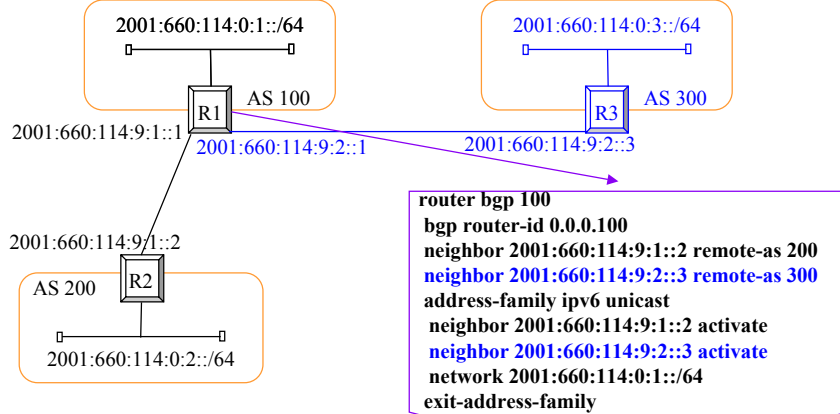 2001:660:114:0:1::/64
2001:660:114:0:3::/64
R1
AS 100
R3
AS 300
2001:660:114:9:1::1
2001:660:114:9:2::1
2001:660:114:9:2::3
router bgp 100
bgp router-id 0.0.0.100
neighbor 2001:660:114:9:1::2 remote-as 200
neighbor 2001:660:114:9:2::3 remote-as 300
address-family ipv6 unicast
neighbor 2001:660:114:9:1::2 activate
neighbor 2001:660:114:9:2::3 activate
network 2001:660:114:0:1::/64
exit-address-family
2001:660:114:9:1::2
AS 200
R2
2001:660:114:0:2::/64